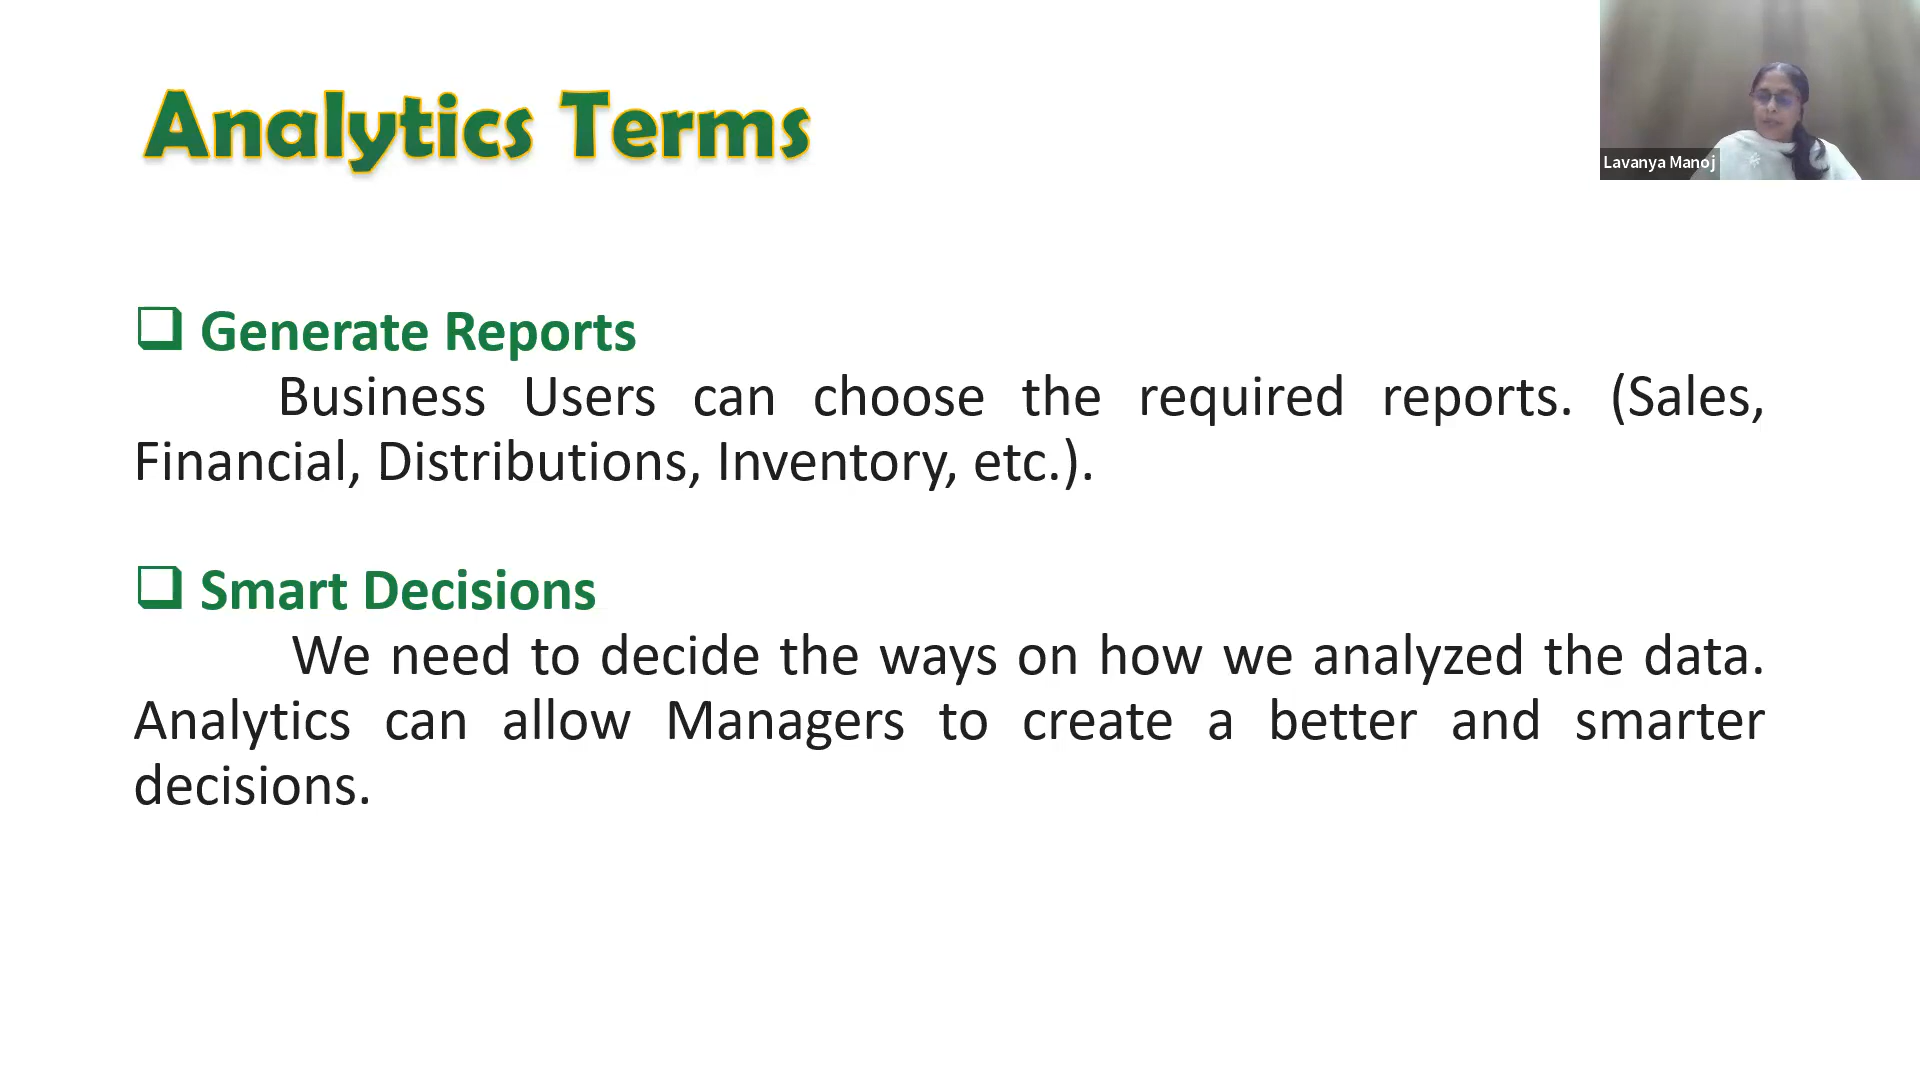 Analytics Terms
Lavanya Manoj
Generate Reports
Business Users can choose the required reports. (Sales,
Financial, Distributions, Inventory, etc.).
Smart Decisions
We need to decide the ways on how we analyzed the data.
Analytics can allow Managers to create a better and smarter
decisions.